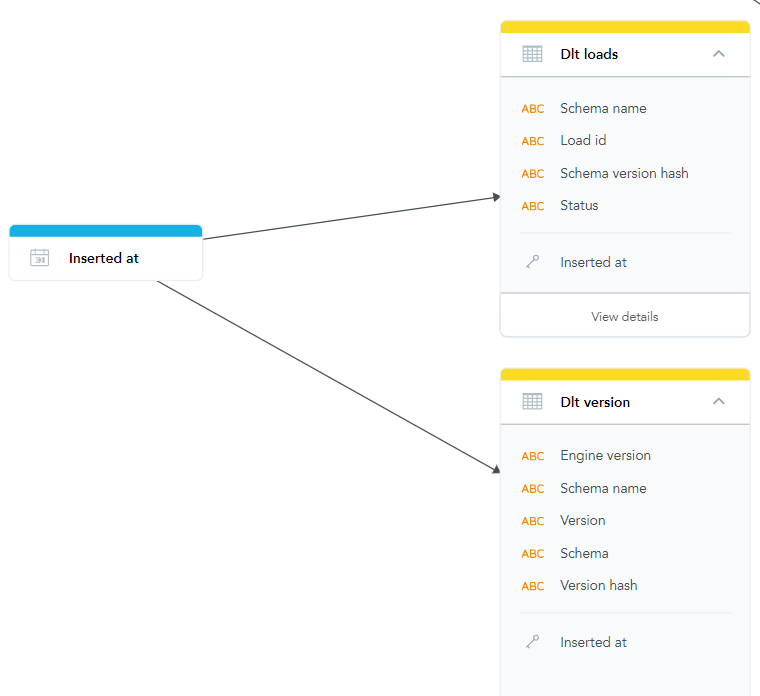 Dlt loads
ABC Schema name
ABC Load id
ABC Schema version hash
ABC Status
Inserted at
View details
31 Inserted at
Dlt version
ABC Engine version
ABC Schema name
ABC Version
ABC Schema
ABC Version hash
Inserted at